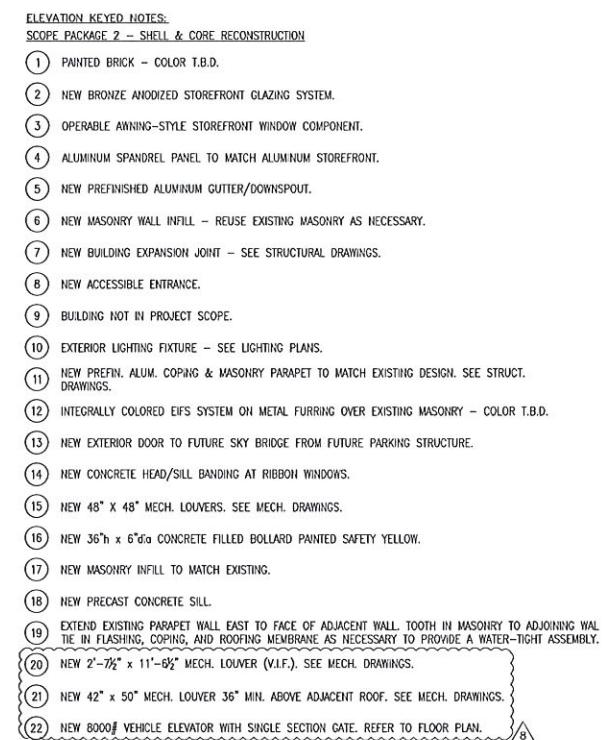 ELEVATION KEYED NOTES:
SCOPE PACKAGE 2 – SHELL & CORE RECONSTRUCTION
1 PAINTED BRICK – COLOR T.B.D.
2 NEW BRONZE ANODIZED STOREFRONT GLAZING SYSTEM.
3 OPERABLE AWNING–STYLE STOREFRONT WINDOW COMPONENT.
4 ALUMINUM SPANDREL PANEL TO MATCH ALUMINUM STOREFRONT.
5 NEW PREFINISHED ALUMINUM GUTTER/DOWNSPOUT.
6 NEW MASONRY WALL INFILL – REUSE EXISTING MASONRY AS NECESSARY.
7 NEW BUILDING EXPANSION JOINT – SEE STRUCTURAL DRAWINGS.
8 NEW ACCESSIBLE ENTRANCE.
9 BUILDING NOT IN PROJECT SCOPE.
10 EXTERIOR LIGHTING FIXTURE – SEE LIGHTING PLANS.
11 NEW PREFIN. ALUM. COPING & MASONRY PARAPET TO MATCH EXISTING DESIGN. SEE STRUCT.
DRAWINGS.
12 INTEGRALLY COLORED EIFS SYSTEM ON METAL FURRING OVER EXISTING MASONRY – COLOR T.B.D.
13 NEW EXTERIOR DOOR TO FUTURE SKY BRIDGE FROM FUTURE PARKING STRUCTURE.
14 NEW CONCRETE HEAD/SILL BANDING AT RIBBON WINDOWS.
15 NEW 48" X 48" MECH. LOUVERS. SEE MECH. DRAWINGS.
16 NEW 36"h x 6"dia CONCRETE FILLED BOLLARD PAINTED SAFETY YELLOW.
17 NEW MASONRY INFILL TO MATCH EXISTING.
18 NEW PRECAST CONCRETE SILL.
19 EXTEND EXISTING PARAPET WALL EAST TO FACE OF ADJACENT WALL. TOOTH IN MASONRY TO ADJOINING WAL
TIE IN FLASHING, COPING, AND ROOFING MEMBRANE AS NECESSARY TO PROVIDE A WATER–TIGHT ASSEMBLY.
20 NEW 2'–7½" x 11'–6½" MECH. LOUVER (V.I.F.). SEE MECH. DRAWINGS.
21 NEW 42" x 50" MECH. LOUVER 36" MIN. ABOVE ADJACENT ROOF. SEE MECH. DRAWINGS.
22 NEW 8000# VEHICLE ELEVATOR WITH SINGLE SECTION GATE. REFER TO FLOOR PLAN.
8